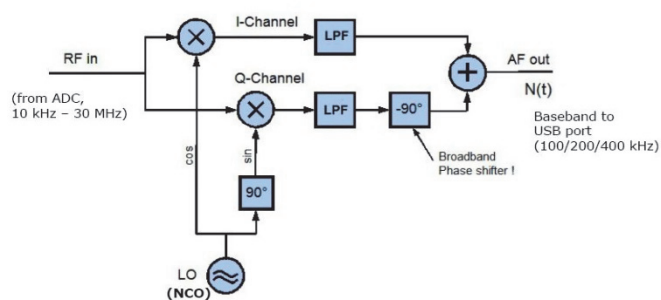 I-Channel
LPF
RF in
AF out
Q-Channel
N(t)
(from ADC,
10 kHz – 30 MHz)
LPF
-90°
Baseband to
USB port
(100/200/400 kHz)
cos
sin
Broadband
Phase shifter !
90°
LO
(NCO)